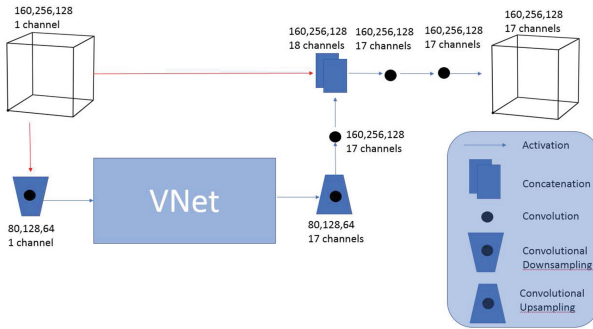 160,256,128
1 channel
160,256,128
18 channels
160,256,128
17 channels
160,256,128
17 channels
160,256,128
17 channels
160,256,128
17 channels
VNet
80,128,64
1 channel
80,128,64
17 channels
Activation
Concatenation
Convolution
Convolutional
Downsampling
Convolutional
Upsampling